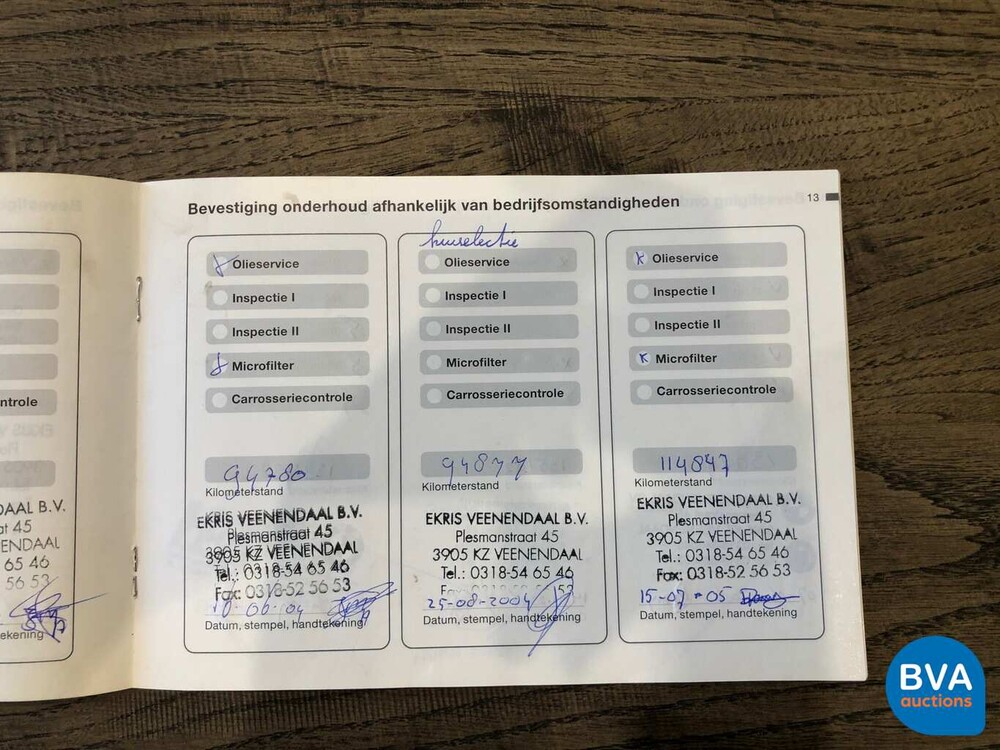 Bevestiging onderhoud afhankelijk van bedrijfsomstandigheden
13
Olieservice
Inspectie I
Inspectie II
Microfilter
Carrosseriecontrole
94780
Kilometerstand
EKRIS VEENENDAAL B.V.
Plesmanstraat 45
3905 KZ VEENENDAAL
Tel.: 0318-54 65 46
Fax: 0318-52 56 53
10-06-04
Datum, stempel, handtekening
Olieservice
Inspectie I
Inspectie II
Microfilter
Carrosseriecontrole
94877
Kilometerstand
EKRIS VEENENDAAL B.V.
Plesmanstraat 45
3905 KZ VEENENDAAL
Tel.: 0318-54 65 46
53
25-08-2004
Datum, stempel, handtekening
Olieservice
Inspectie I
Inspectie II
Microfilter
Carrosseriecontrole
114847
Kilometerstand
EKRIS VEENENDAAL B.V.
Plesmanstraat 45
3905 KZ VEENENDAAL
Tel.: 0318-54 65 46
Fax: 0318-52 56 53
15-07-05
Datum, stempel, handtekening
ntrole
DAAL B.V.
at 45
ENDAAL
65 46
56 53
dtekening
BVA
auctions